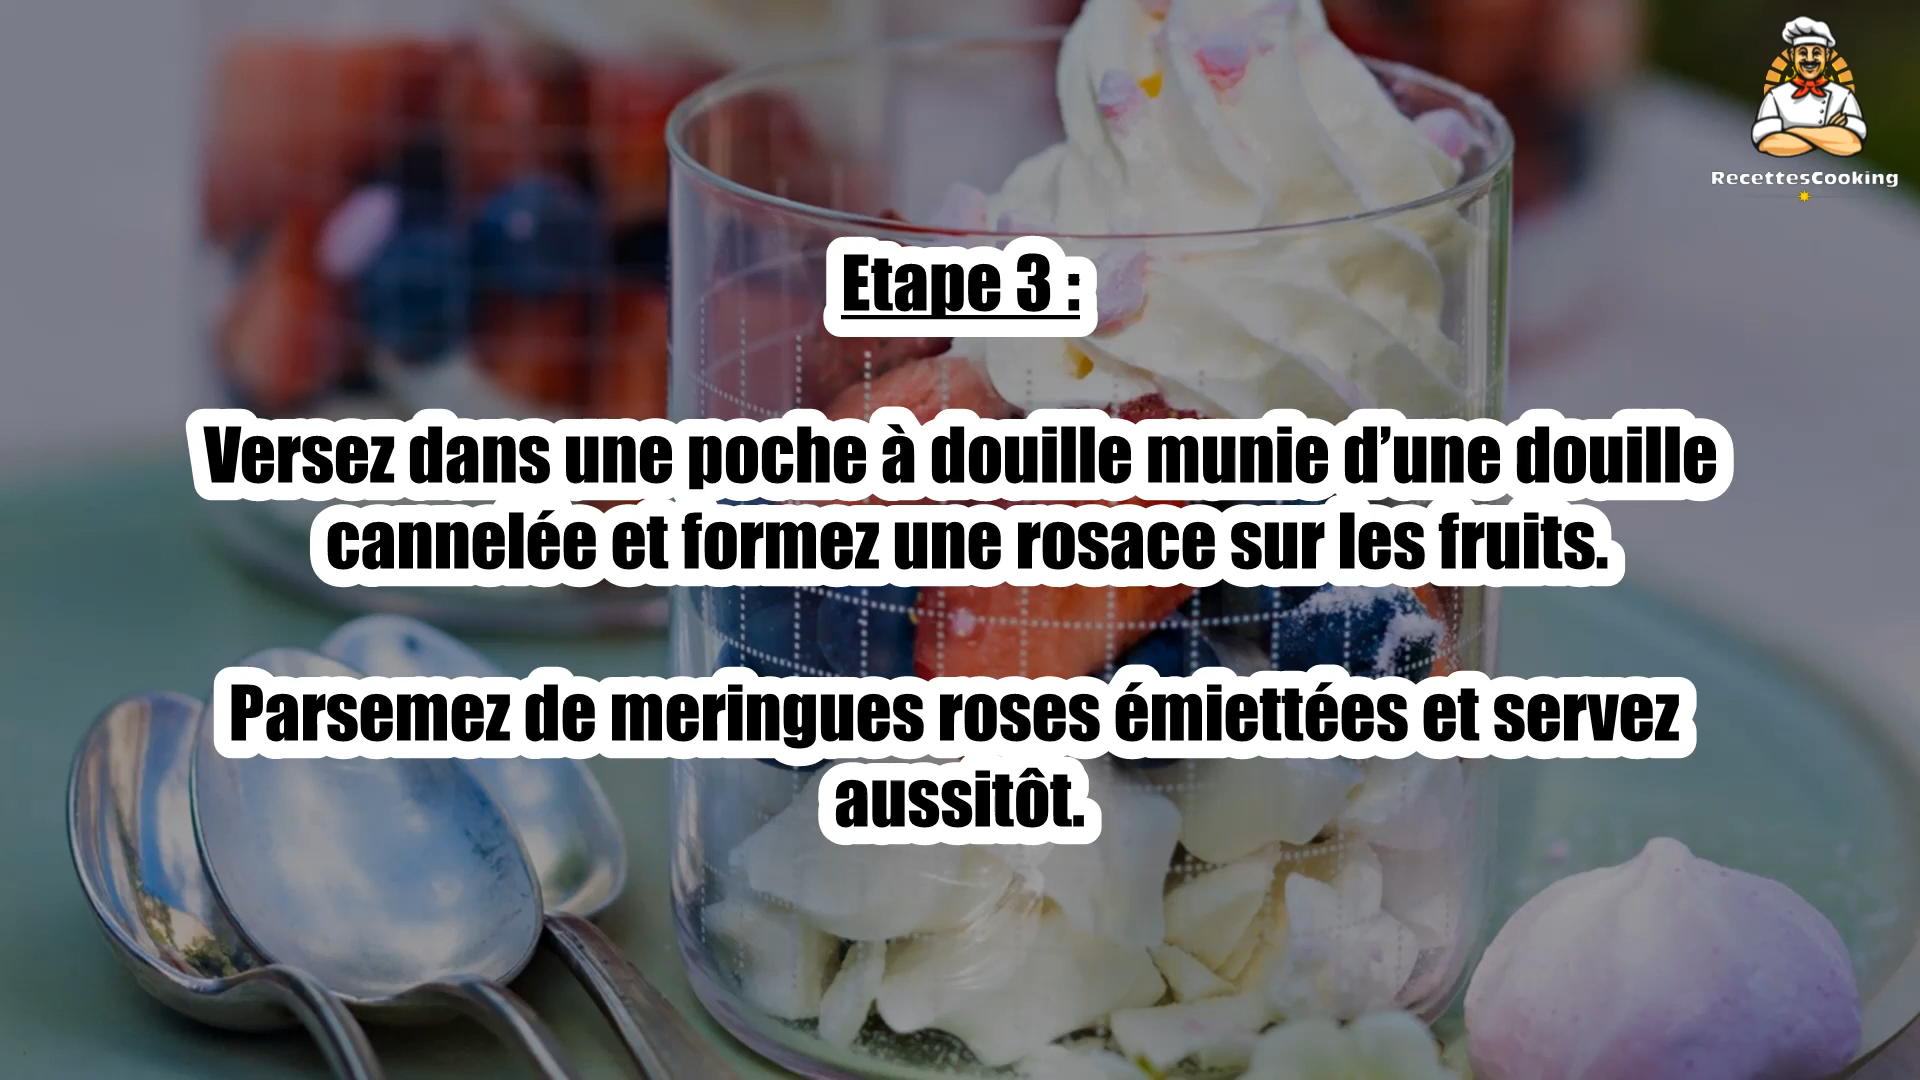 RecettesCooking
Etape 3 :
Versez dans une poche à douille munie d’une douille
cannelée et formez une rosace sur les fruits.
Parsemez de meringues roses émiettées et servez
aussitôt.